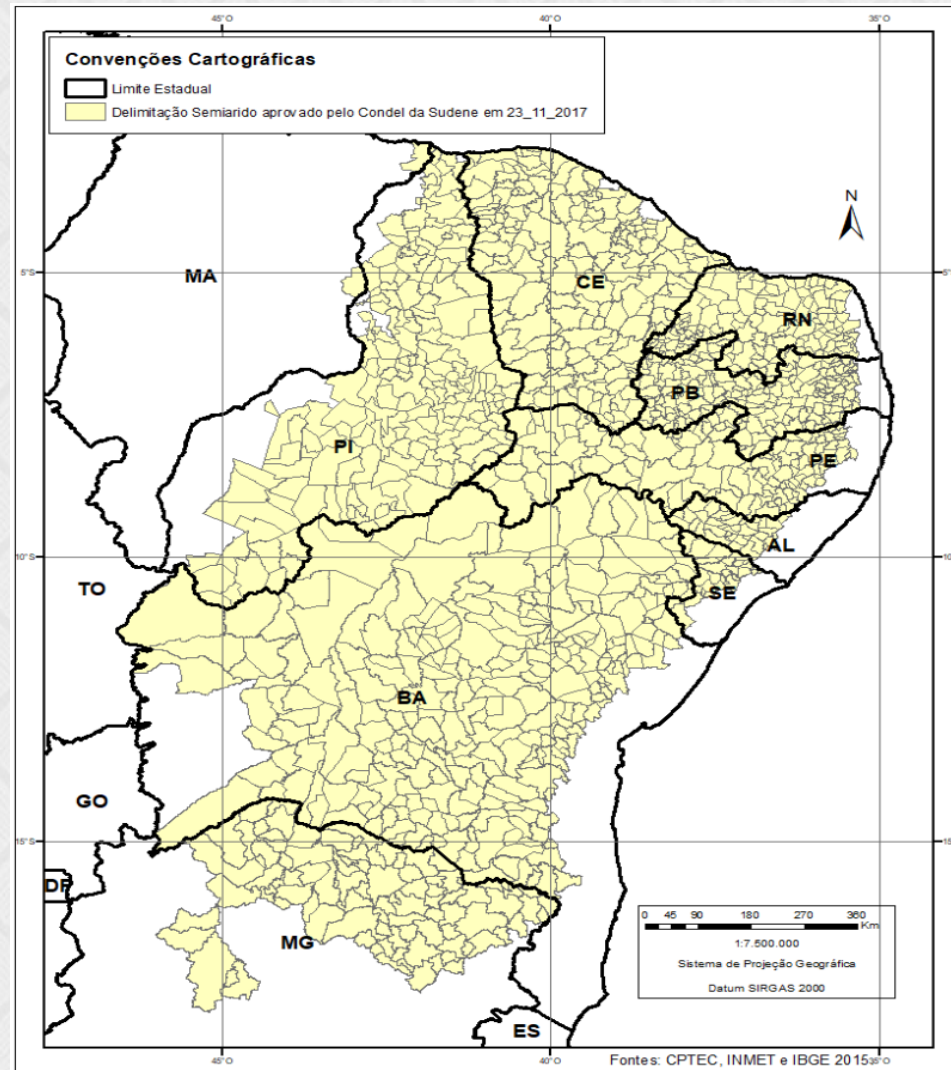 45°O 40°O 35°O
Convenções Cartográficas
Limite Estadual
Delimitação Semiarido aprovado pelo Condel da Sudene em 23_11_2017
N
5°S
MA
CE
RN
PB
PI
PE
AL
10°S 10°
TO
SE
BA
GO
15°S 15°
DF
MG
0 45 90 180 270 360
Km
1:7.500.000
Sistema de Projeção Geográfica
Datum SIRGAS 2000
ES
Fontes: CPTEC, INMET e IBGE 2015
45°O 40°O 35°O